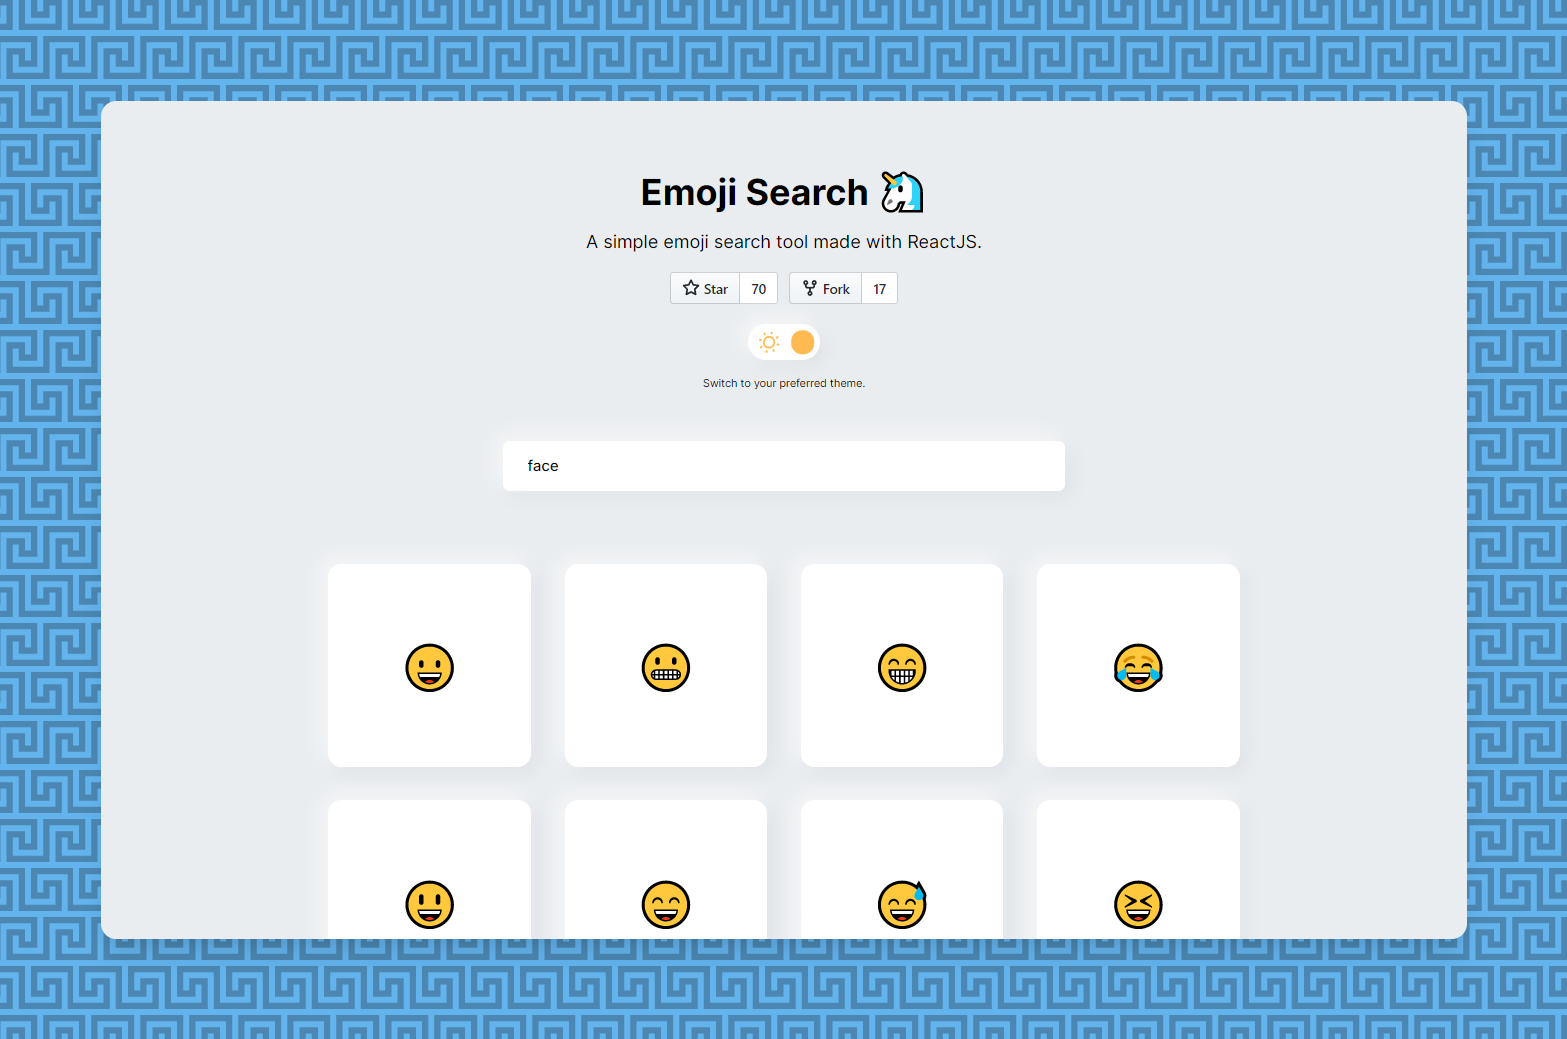 Emoji Search
A simple emoji search tool made with ReactJS.
Star 70 Fork 17
Switch to your preferred theme.
face